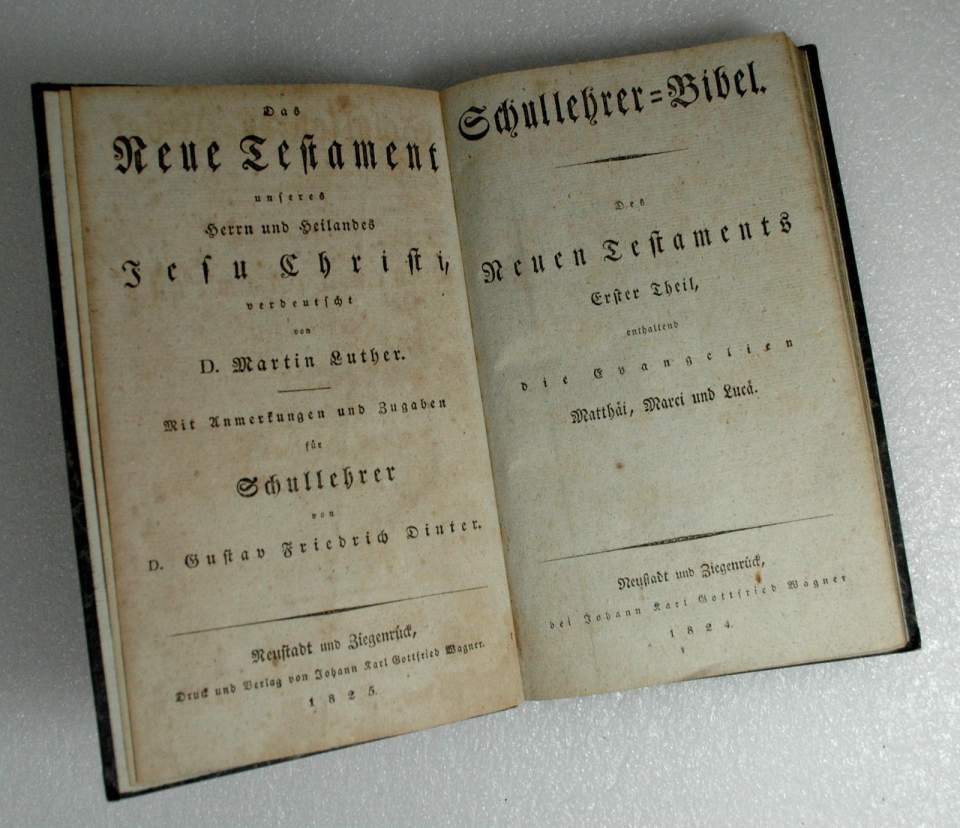 Das
Neue Testament
unseres
Herrn und Heilandes
Jesu Christi,
verdeutscht
von
D. Martin Luther.
Mit Anmerkungen und Zugaben
für
Schullehrer
von
D. Gustav Friedrich Dinter.
Neustadt und Ziegenrück,
Druck und Verlag von Johann Karl Gottfried Wagner.
1825.
Schullehrer=Bibel.
Des
Neuen Testaments
Erster Theil,
enthaltend
die Evangelien
Matthäi, Marci und Lucä.
Neustadt und Ziegenrück,
bei Johann Karl Gottfried Wagner
1824.